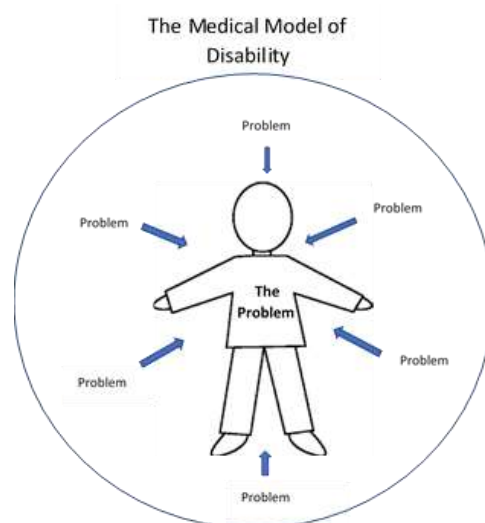 The Medical Model of
Disability
Problem
Problem
Problem
The
Problem
Problem
Problem
Problem